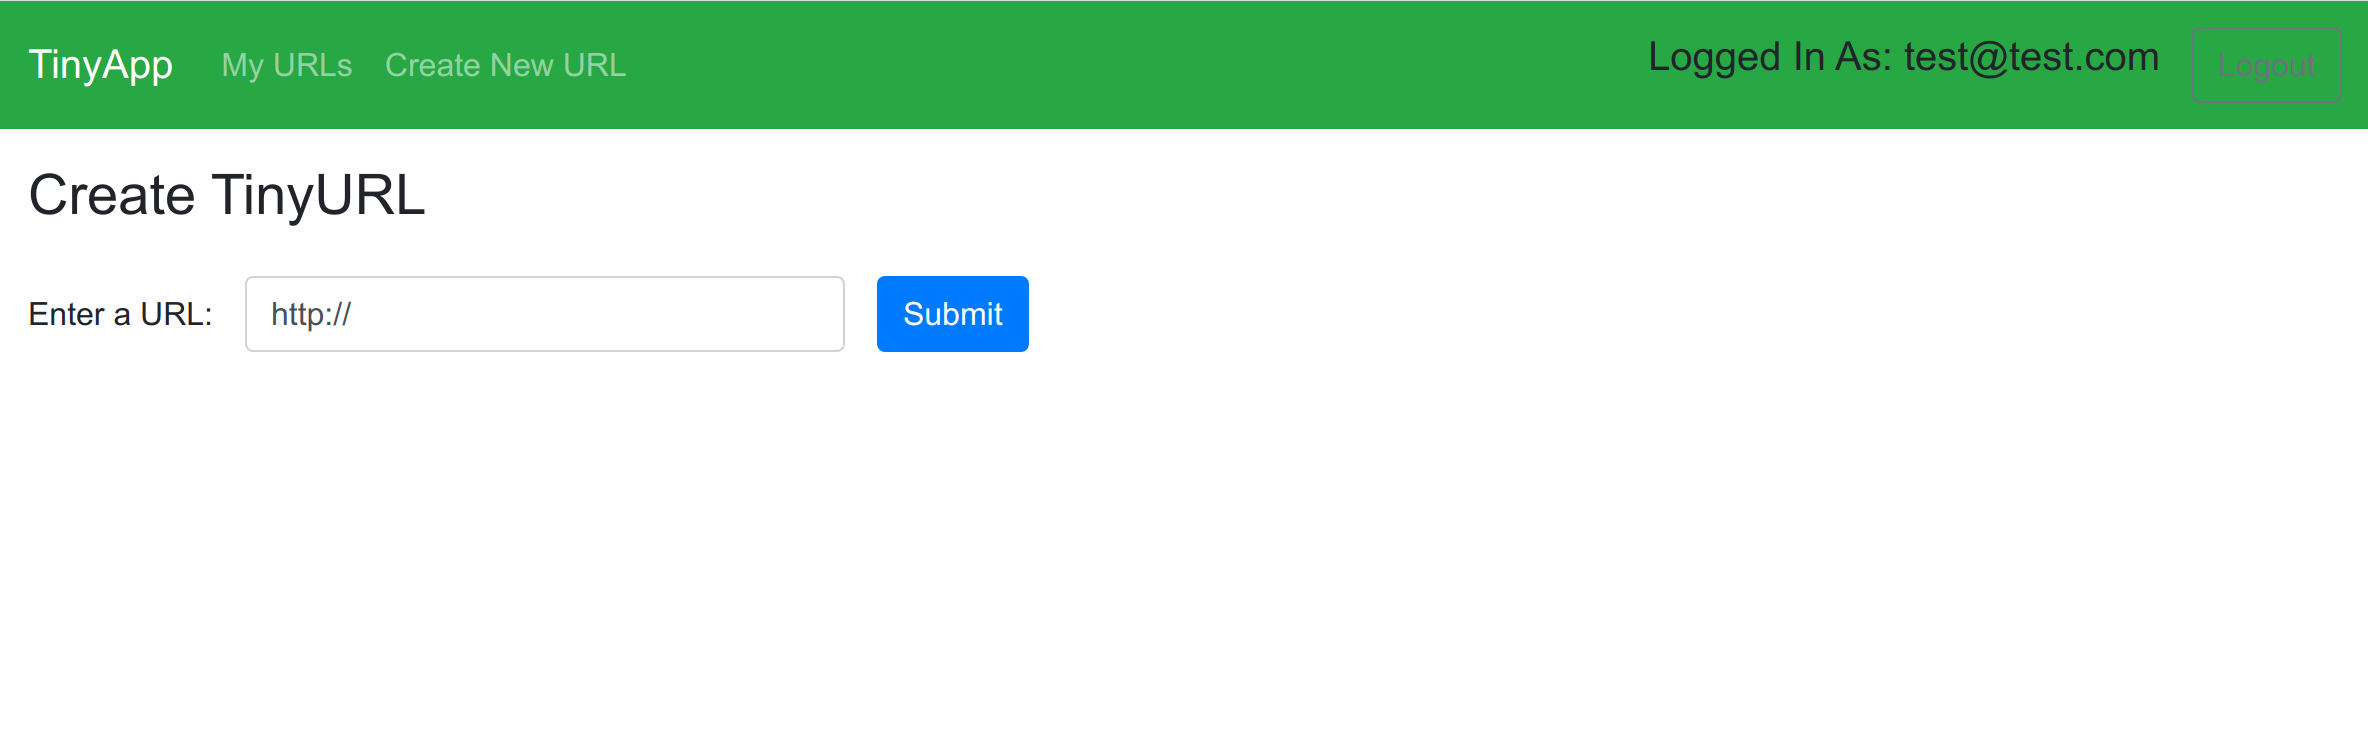 TinyApp My URLs Create New URL Logged In As: test@test.com Logout
Create TinyURL
Enter a URL: http:// Submit